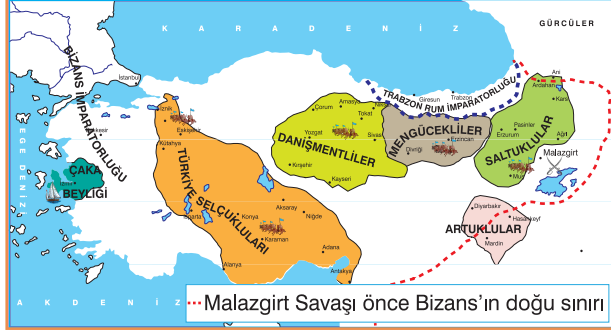 KARADENİZ
GÜRCÜLER
BİZANS İMPARATORLUĞU
İstanbul
TRABZON RUM İMPARATORLUĞU
Giresun
Trabzon
Ani
Ardahan
Kars
İznik
Eskişehir
Kütahya
Çorum
Amasya
Tokat
Yozgat
Sivas
DANİŞMENTLİLER
Kırşehir
Kayseri
MENGÜCEKLİLER
Erzincan
Divriği
Pasinler
Erzurum
Ağrı
SALTUKLULAR
Malazgirt
Muş
EGE DENİZİ
ÇAKA
BEYLİĞİ
İzmir
TÜRKİYE SELÇUKLULARI
Isparta
Konya
Aksaray
Niğde
Karaman
Adana
Alanya
Antakya
Diyarbakır
Hasankeyf
ARTUKLULAR
Mardin
AKDENİZ
Malazgirt Savaşı önce Bizans'ın doğu sınırı